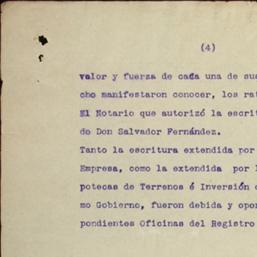 (4)
valor y fuerza de cada una de sus
cho manifestaron conocer, los rat
El Notario que autorizó la escrit
de Don Salvador Fernández.
Tanto la escritura extendida por
Empresa, como la extendida por l
potecas de Terrenos é Inversión d
mo Gobierno, fueron debida y opor
pondientes Oficinas del Registro